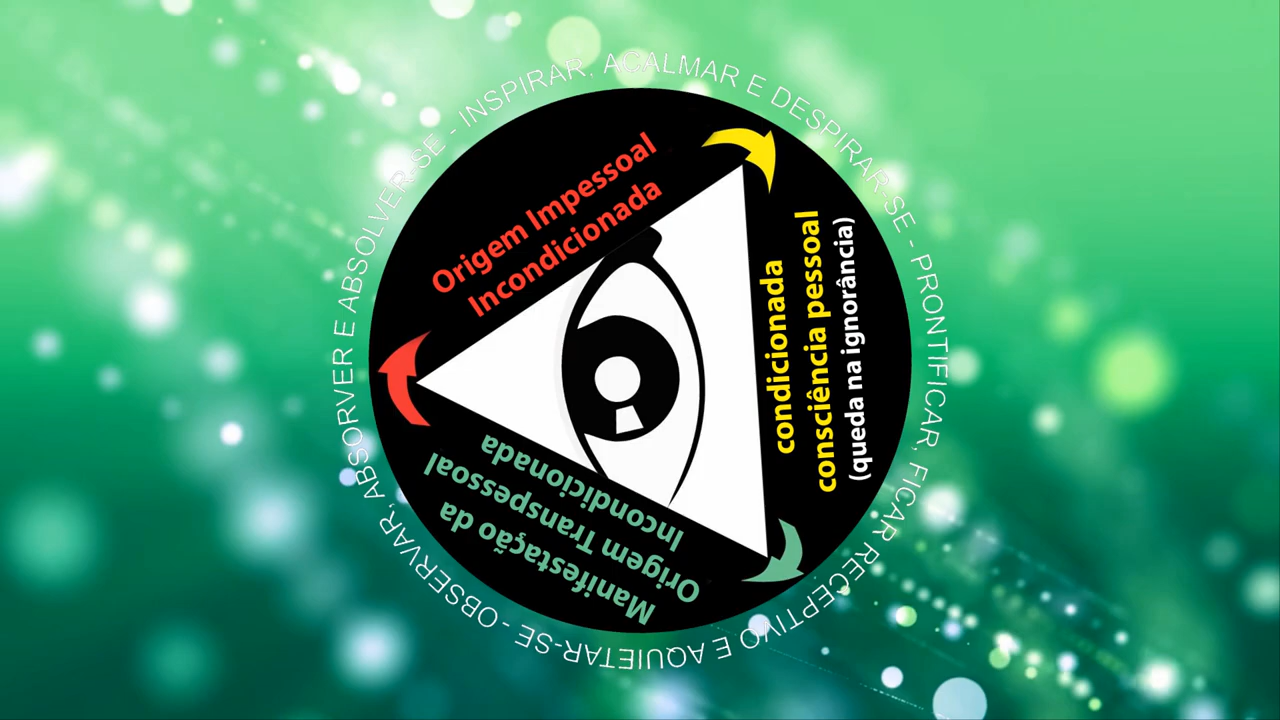 INSPIRAR, ACALMAR E DESPIRAR-SE - PRONTIFICAR, FICAR RECEPTIVO E AQUIETAR-SE - OBSERVAR, ABSORVER E ABSOLVER-SE -
Origem Impessoal
Incondicionada
condicionada
consciência pessoal
(queda na ignorância)
Manifestação da
Origem Transpessoal
Incondicionada